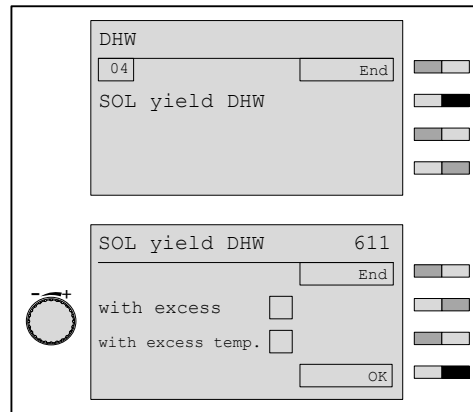 DHW
04 End
SOL yield DHW
SOL yield DHW 611
End
- +
with excess
with excess temp.
OK